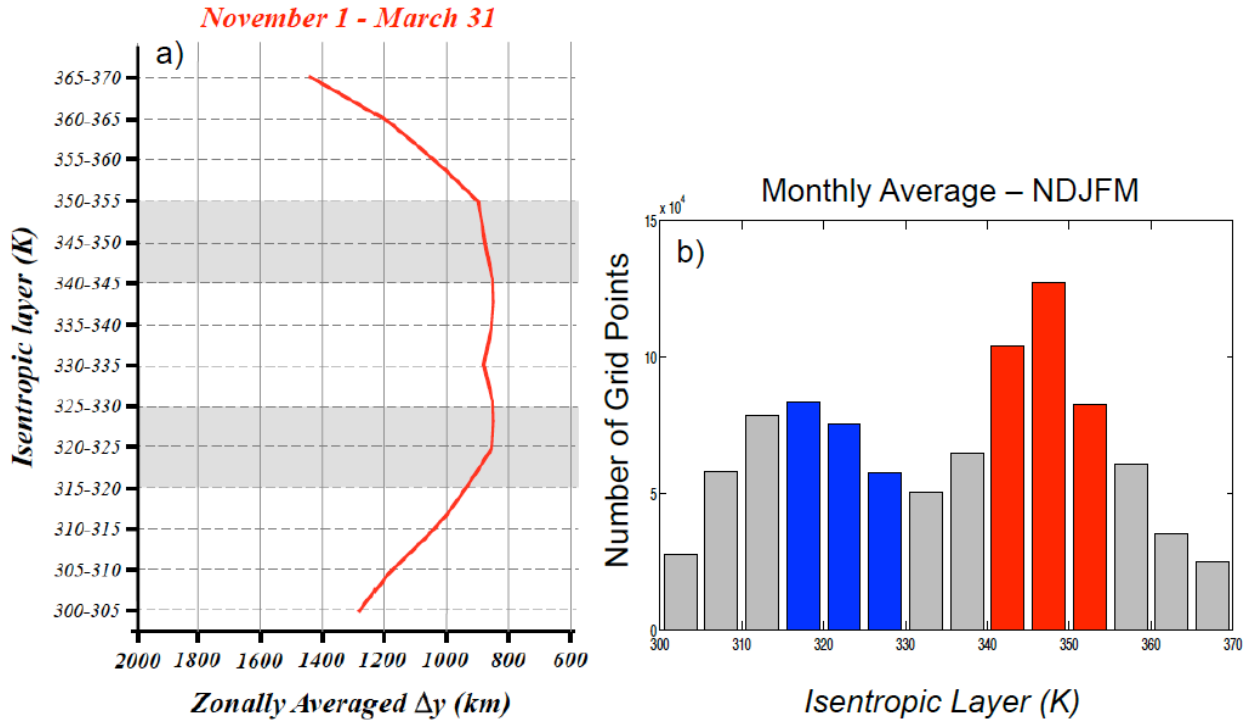 November 1 - March 31
a)
365-370
360-365
355-360
350-355
345-350
340-345
335-340
330-335
325-330
320-325
315-320
310-315
305-310
300-305
Isentropic layer (K)
2000 1800 1600 1400 1200 1000 800 600
Zonally Averaged Δy (km)
Monthly Average – NDJFM
x 10⁴
b)
15
10
5
0
Number of Grid Points
300 310 320 330 340 350 360 370
Isentropic Layer (K)